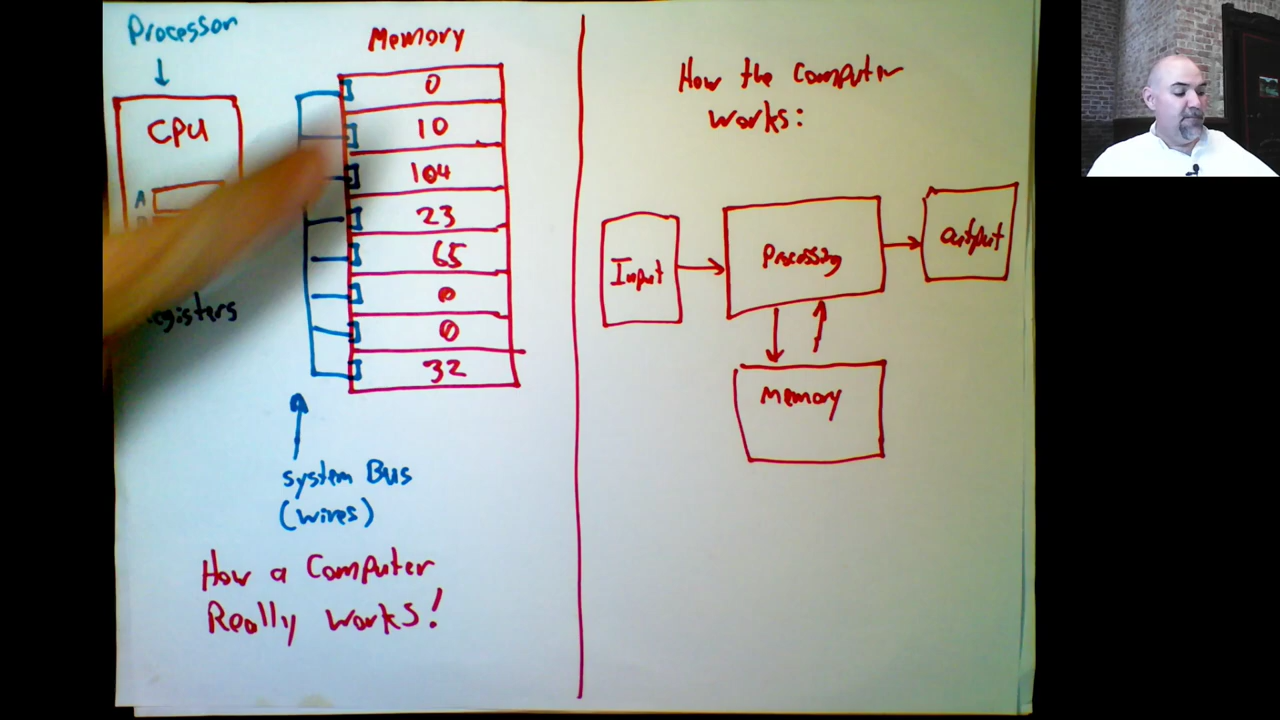 Processor
CPU
A
Registers
Memory
0
10
104
23
65
0
0
32
system Bus
(wires)
How a Computer
Really works!
How the Computer
works:
Input
Processing
output
Memory